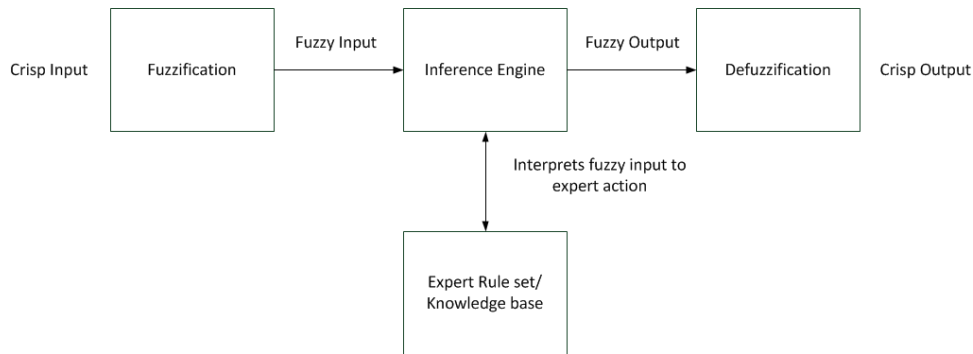 Crisp Input
Fuzzification
Fuzzy Input
Inference Engine
Fuzzy Output
Defuzzification
Crisp Output
Interprets fuzzy input to
expert action
Expert Rule set/
Knowledge base